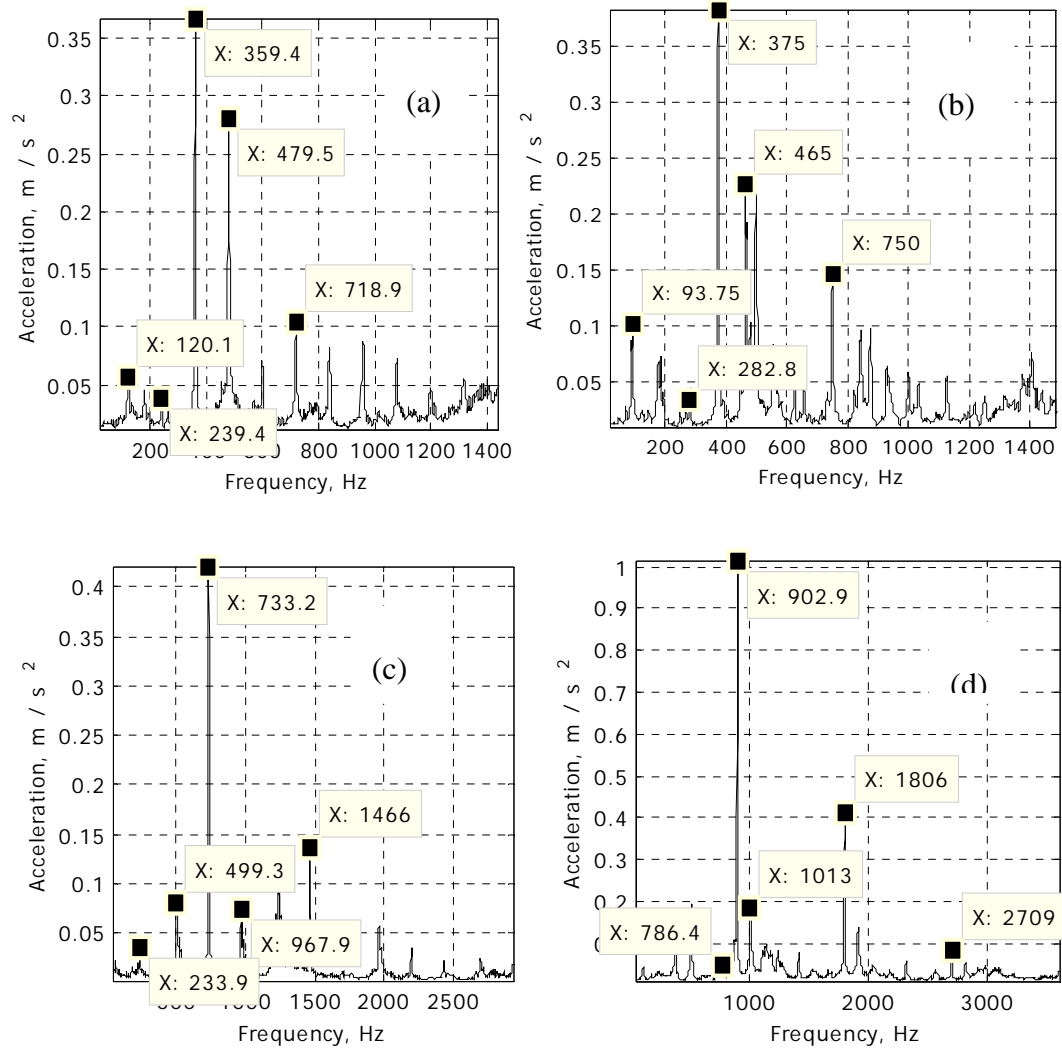 0.35
X: 359.4
0.3
(a)
X: 479.5
0.25
0.2
0.15
X: 718.9
0.1
X: 120.1
0.05
X: 239.4
200 400 600 800 1000 1200 1400
Acceleration, m / s 2
Frequency, Hz
0.35
X: 375
0.3
(b)
0.25
X: 465
0.2
X: 750
0.15
X: 93.75
0.1
X: 282.8
0.05
200 400 600 800 1000 1200 1400
Acceleration, m / s 2
Frequency, Hz
0.4
X: 733.2
0.35
(c)
0.3
0.25
0.2
X: 1466
0.15
X: 499.3
0.1
X: 967.9
0.05
X: 233.9
1000 1500 2000 2500
Acceleration, m / s 2
Frequency, Hz
1
X: 902.9
0.9
0.8
0.7
(d)
0.6
0.5
X: 1806
0.4
0.3
X: 1013
0.2
X: 786.4
X: 2709
1000 2000 3000
Acceleration, m / s 2
Frequency, Hz